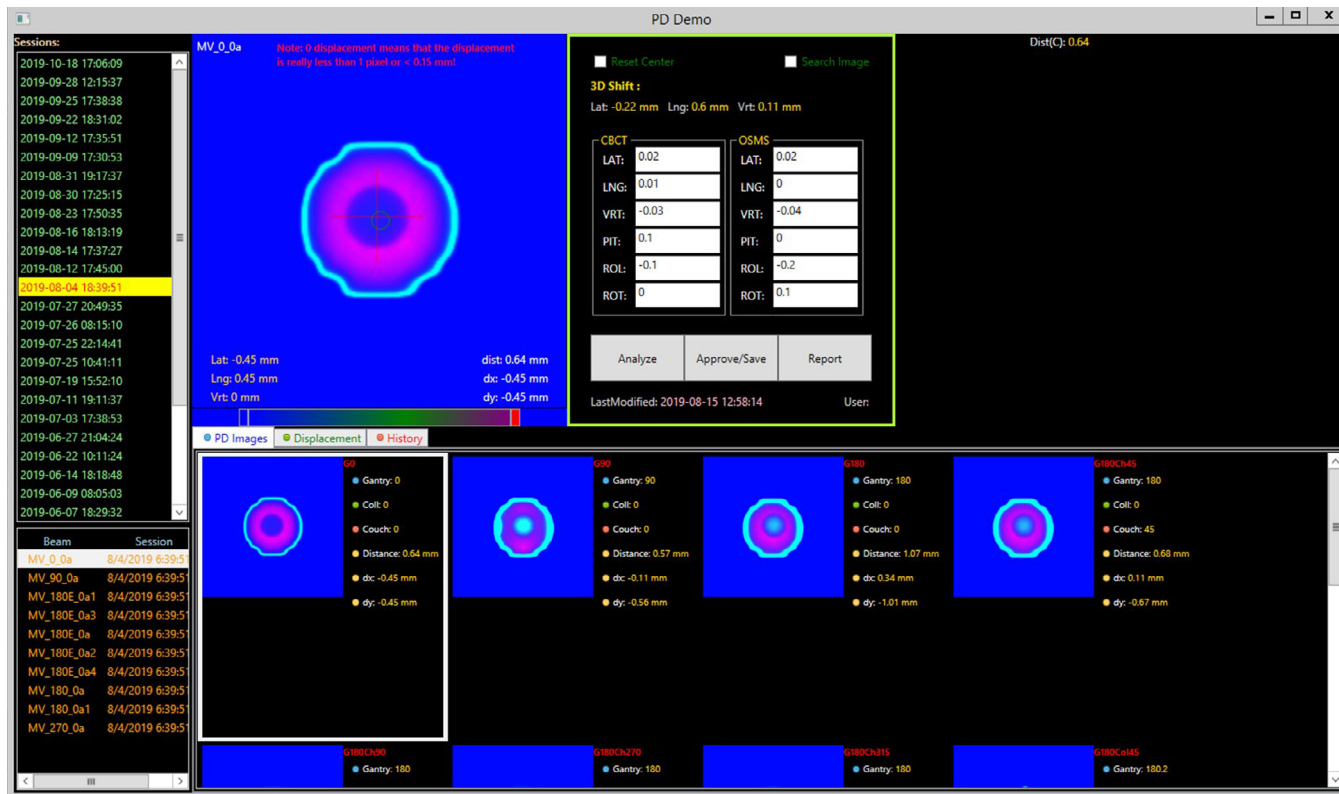 PD Demo
Sessions:
2019-10-18 17:06:09
2019-09-28 12:15:37
2019-09-25 17:38:38
2019-09-22 18:31:02
2019-09-12 17:35:51
2019-09-09 17:30:53
2019-08-31 19:17:37
2019-08-30 17:25:15
2019-08-23 17:50:35
2019-08-16 18:13:19
2019-08-14 17:37:27
2019-08-12 17:45:00
2019-08-04 18:39:51
2019-07-27 20:49:35
2019-07-26 08:15:10
2019-07-25 22:14:41
2019-07-25 10:41:11
2019-07-19 15:52:10
2019-07-11 19:11:37
2019-07-03 17:38:53
2019-06-27 21:04:24
2019-06-22 10:11:24
2019-06-14 18:18:48
2019-06-09 08:05:03
2019-06-07 18:29:32
Beam Session
MV_0_0a 8/4/2019 6:39:51
MV_90_0a 8/4/2019 6:39:51
MV_180E_0a1 8/4/2019 6:39:51
MV_180E_0a3 8/4/2019 6:39:51
MV_180E_0a 8/4/2019 6:39:51
MV_180E_0a2 8/4/2019 6:39:51
MV_180E_0a4 8/4/2019 6:39:51
MV_180_0a 8/4/2019 6:39:51
MV_180_0a1 8/4/2019 6:39:51
MV_270_0a 8/4/2019 6:39:51
MV_0_0a
Note: 0 displacement means that the displacement
is really less than 1 pixel or < 0.15 mm!
Lat: -0.45 mm dist: 0.64 mm
Lng: 0.45 mm dx: -0.45 mm
Vrt: 0 mm dy: -0.45 mm
Reset Center Search Image
3D Shift :
Lat: -0.22 mm Lng: 0.6 mm Vrt: 0.11 mm
CBCT OSMS
LAT: 0.02 LAT: 0.02
LNG: 0.01 LNG: 0
VRT: -0.03 VRT: -0.04
PIT: 0.1 PIT: 0
ROL: -0.1 ROL: -0.2
ROT: 0 ROT: 0.1
Analyze Approve/Save Report
LastModified: 2019-08-15 12:58:14 User:
Dist(C): 0.64
PD Images Displacement History
G0
Gantry: 0
Coll: 0
Couch: 0
Distance: 0.64 mm
dx: -0.45 mm
dy: -0.45 mm
G90
Gantry: 90
Coll: 0
Couch: 0
Distance: 0.57 mm
dx: -0.11 mm
dy: -0.56 mm
G180
Gantry: 180
Coll: 0
Couch: 0
Distance: 1.07 mm
dx: 0.34 mm
dy: -1.01 mm
G180Ch45
Gantry: 180
Coll: 0
Couch: 45
Distance: 0.68 mm
dx: 0.11 mm
dy: -0.67 mm
G180Ch90
Gantry: 180
G180Ch270
Gantry: 180
G180Ch315
Gantry: 180
G180Col45
Gantry: 180.2